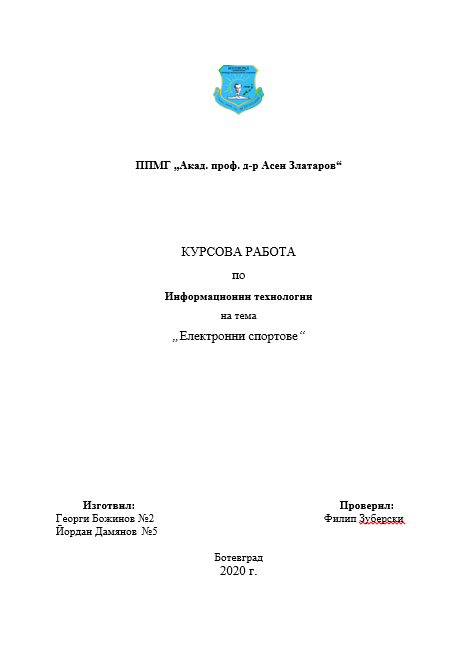 ППМГ „Акад. проф. д-р Асен Златаров“
КУРСОВА РАБОТА
по
Информационни технологии
на тема
„Електронни спортове“
Изготвил:
Георги Божинов №2
Йордан Дамянов №5
Проверил:
Филип Зуберски
Ботевград
2020 г.